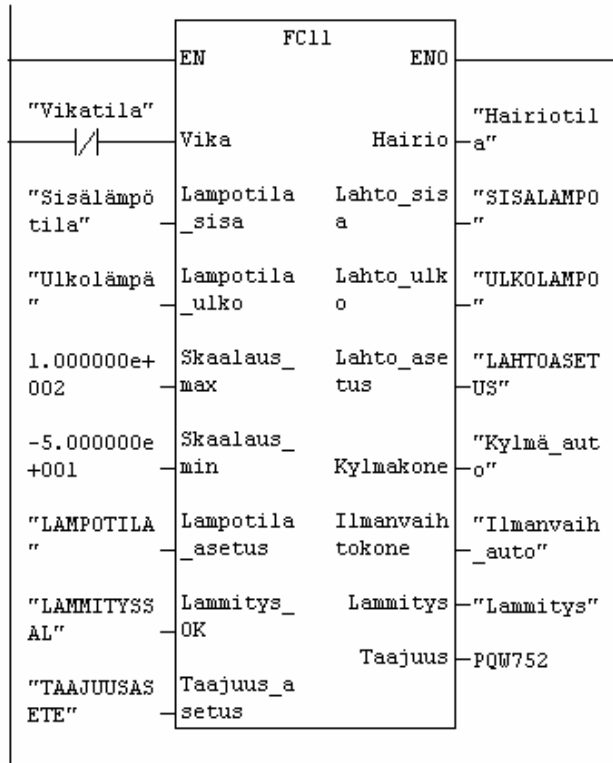 FC11
EN ENO
"Vikatila"
Vika Hairio
"Hairiotil
a"
"Sisälämpö
tila"
Lampotila
_sisa
Lahto_sis
a
"SISALAMPO
"
"Ulkolämpä
"
Lampotila
_ulko
Lahto_ulk
o
"ULKOLAMPO
"
1.000000e+
002
Skaalaus_
max
Lahto_ase
tus
"LAHTOASET
US"
-5.000000e
+001
Skaalaus_
min
Kylmakone
"Kylmä_aut
o"
"LAMPOTILA
"
Lampotila
_asetus
Ilmanvaih
tokone
"Ilmanvaih
_auto"
"LAMMITYSS
AL"
Lammitys_
OK
Lammitys
"Lammitys"
Taajuus
PQW752
"TAAJUUSAS
ETE"
Taajuus_a
setus